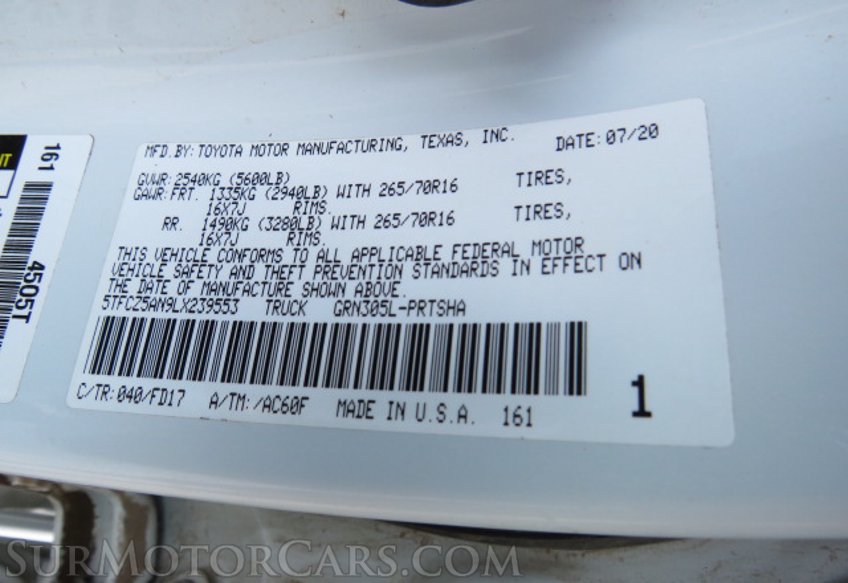 MFD.BY: TOYOTA MOTOR MANUFACTURING, TEXAS, INC. DATE: 07/20
GVWR: 2540KG (5600LB)
GAWR: FRT. 1335KG (2940LB) WITH 265/70R16 TIRES,
16X7J RIMS.
RR. 1490KG (3280LB) WITH 265/70R16 TIRES,
16X7J RIMS.
THIS VEHICLE CONFORMS TO ALL APPLICABLE FEDERAL MOTOR
VEHICLE SAFETY AND THEFT PREVENTION STANDARDS IN EFFECT ON
THE DATE OF MANUFACTURE SHOWN ABOVE.
5TFCZ5AN9LX239553 TRUCK GRN305L-PRTSHA
C/TR: 040/FD17 A/TM: /AC60F MADE IN U.S.A. 161
1
161
4505T
SURMOTORCARS.COM